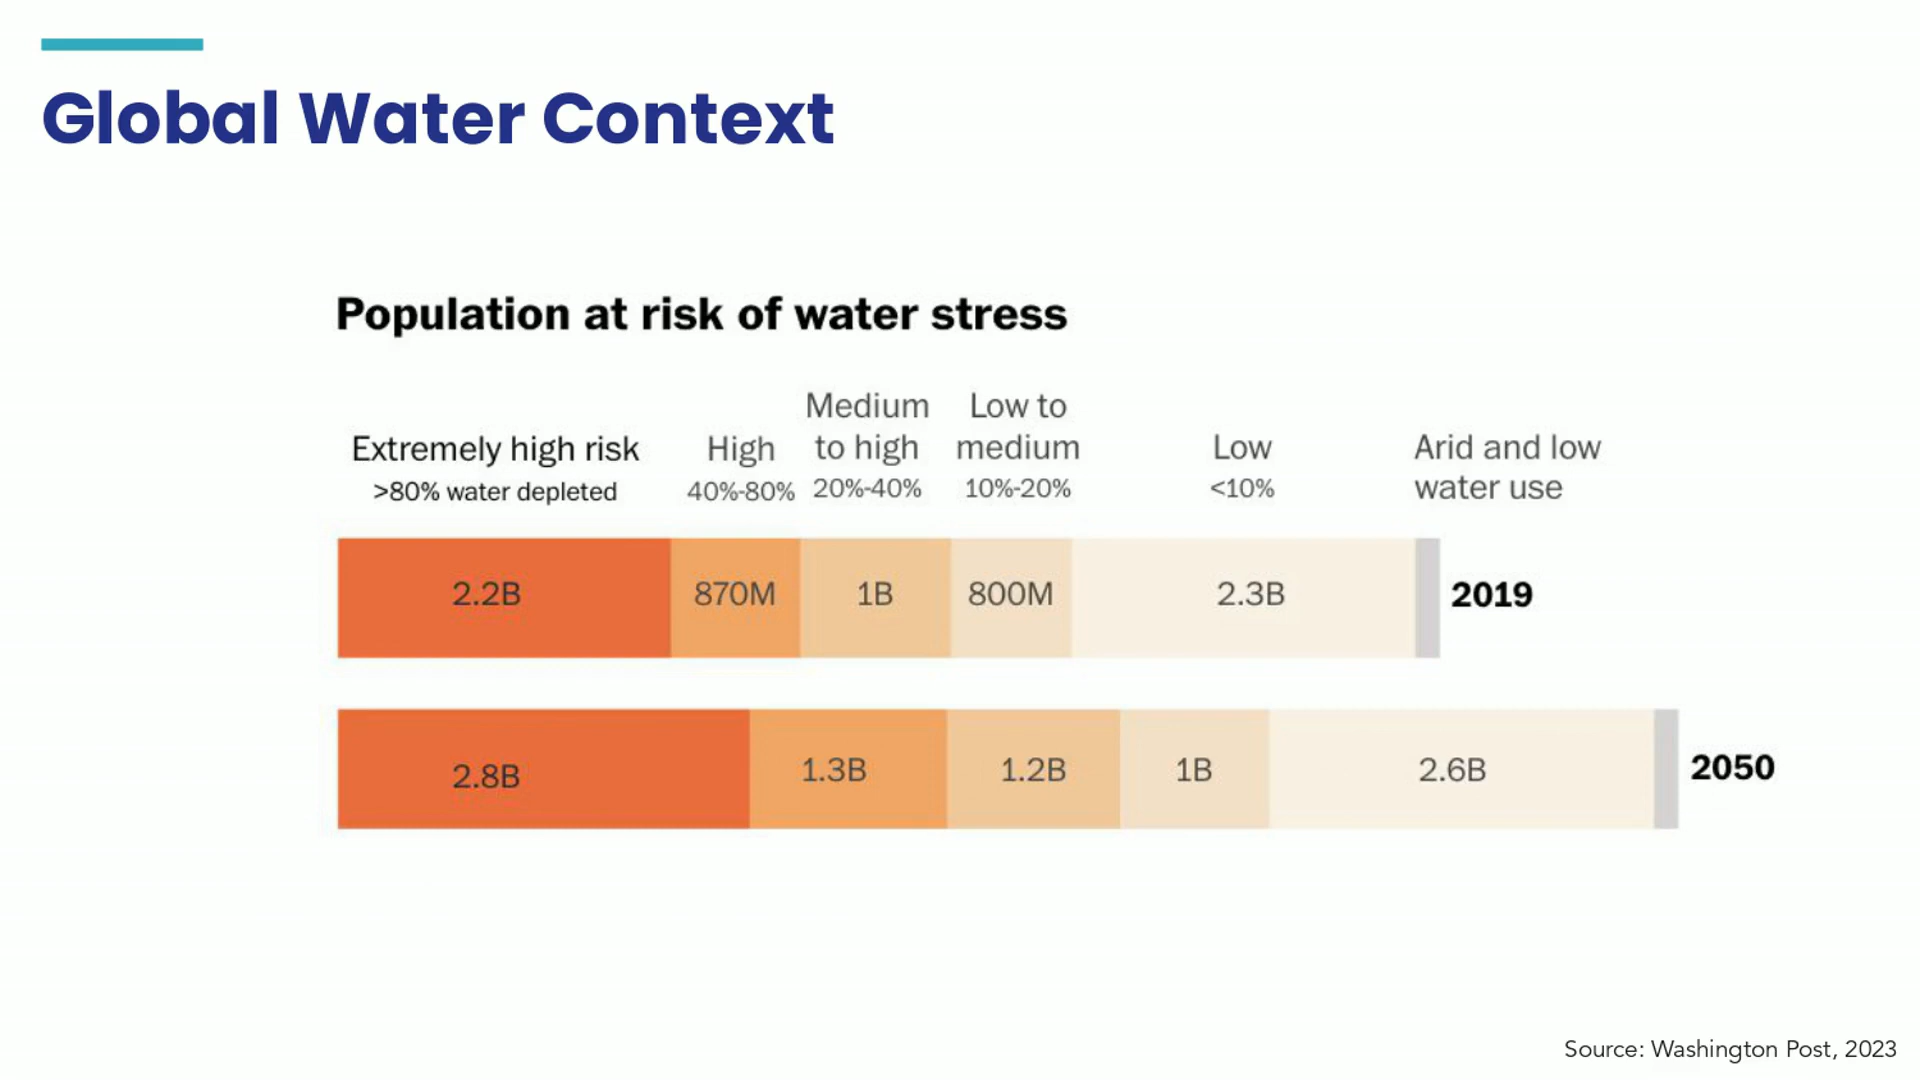 Global Water Context
Population at risk of water stress
Extremely high risk
>80% water depleted
High
40%-80%
Medium
to high
20%-40%
Low to
medium
10%-20%
Low
<10%
Arid and low
water use
2.2B
870M
1B
800M
2.3B
2019
2.8B
1.3B
1.2B
1B
2.6B
2050
Source: Washington Post, 2023